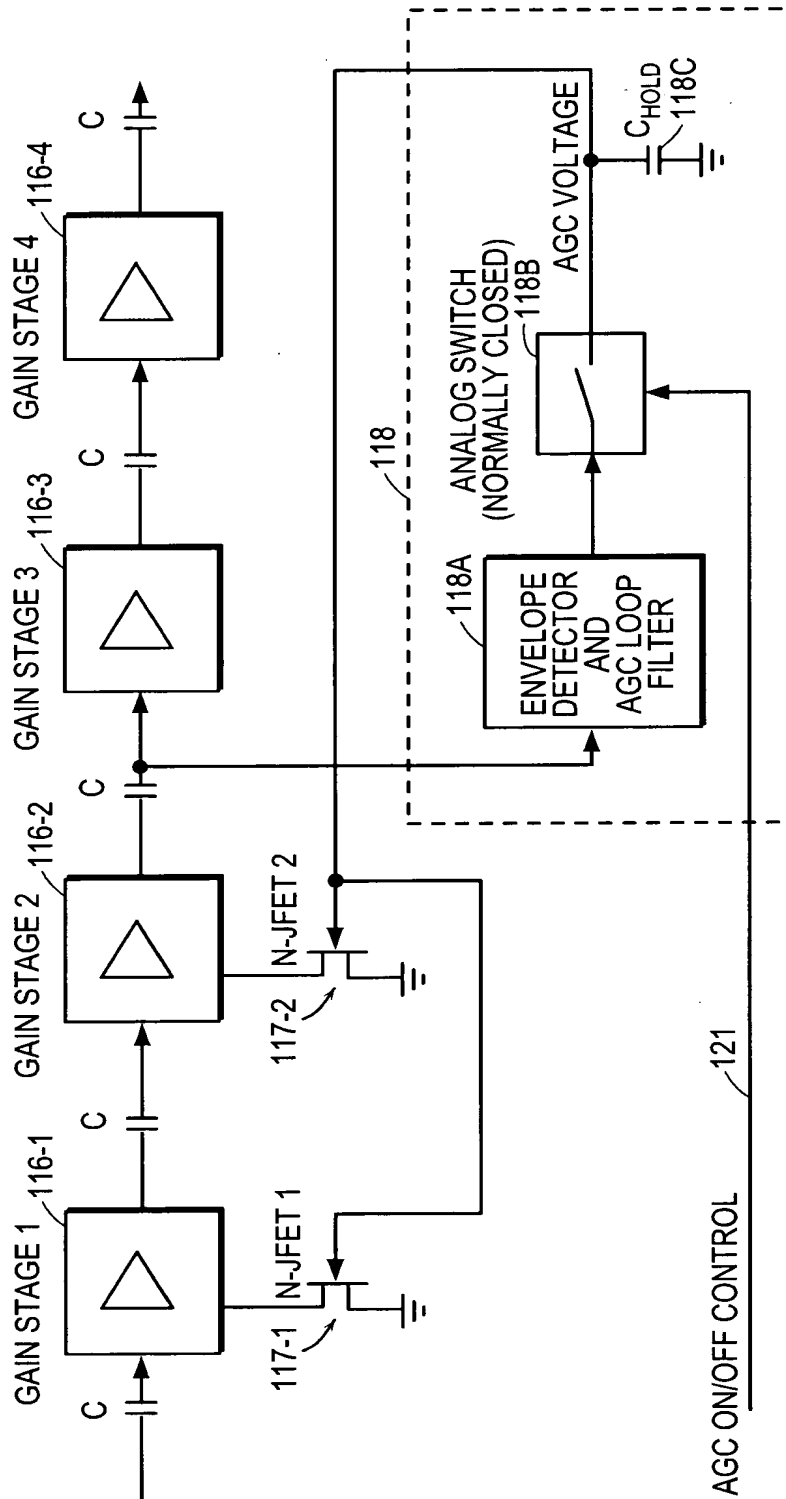 GAIN STAGE 1
116-1
C
GAIN STAGE 2
116-2
C
GAIN STAGE 3
116-3
C
GAIN STAGE 4
116-4
C
C
N-JFET 1
117-1
N-JFET 2
117-2
118
118A
ENVELOPE
DETECTOR
AND
AGC LOOP
FILTER
ANALOG SWITCH
(NORMALLY CLOSED)
118B
AGC VOLTAGE
CHOLD
118C
AGC ON/OFF CONTROL
121